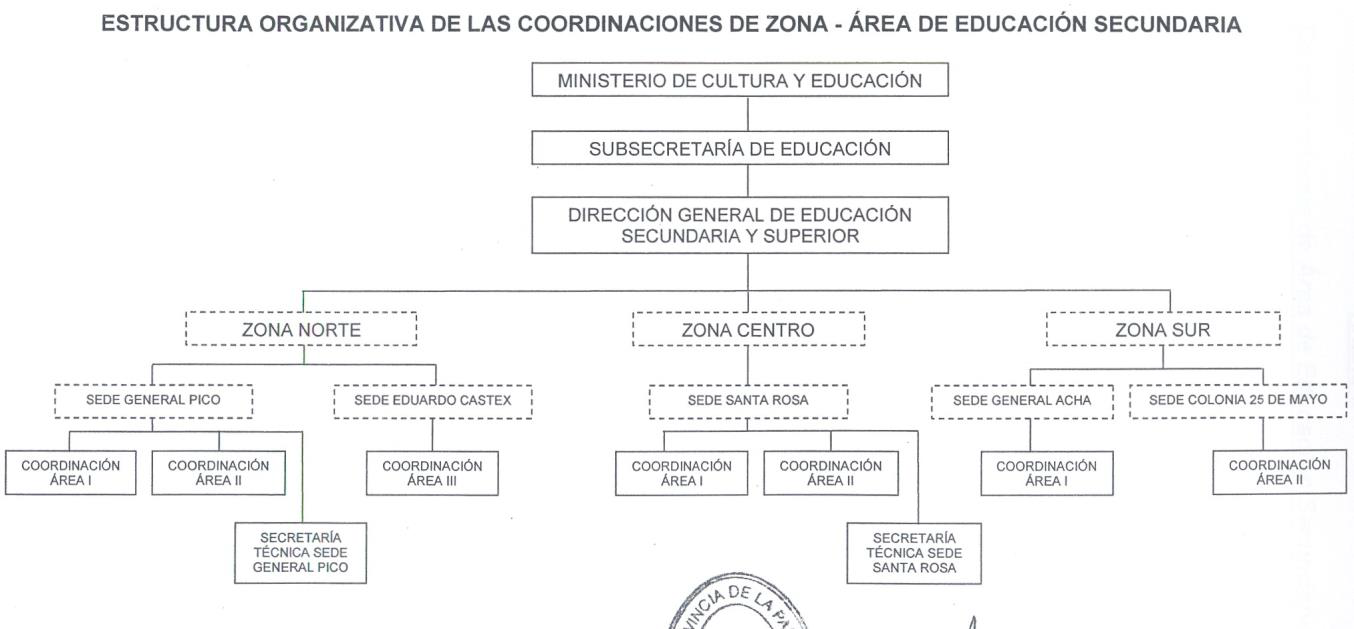 ESTRUCTURA ORGANIZATIVA DE LAS COORDINACIONES DE ZONA - ÁREA DE EDUCACIÓN SECUNDARIA
MINISTERIO DE CULTURA Y EDUCACIÓN
SUBSECRETARÍA DE EDUCACIÓN
DIRECCIÓN GENERAL DE EDUCACIÓN
SECUNDARIA Y SUPERIOR
ZONA NORTE
ZONA CENTRO
ZONA SUR
SEDE GENERAL PICO
SEDE EDUARDO CASTEX
SEDE SANTA ROSA
SEDE GENERAL ACHA
SEDE COLONIA 25 DE MAYO
COORDINACIÓN
ÁREA I
COORDINACIÓN
ÁREA II
COORDINACIÓN
ÁREA III
COORDINACIÓN
ÁREA I
COORDINACIÓN
ÁREA II
COORDINACIÓN
ÁREA I
COORDINACIÓN
ÁREA II
SECRETARÍA
TÉCNICA SEDE
GENERAL PICO
SECRETARÍA
TÉCNICA SEDE
SANTA ROSA
DE LA